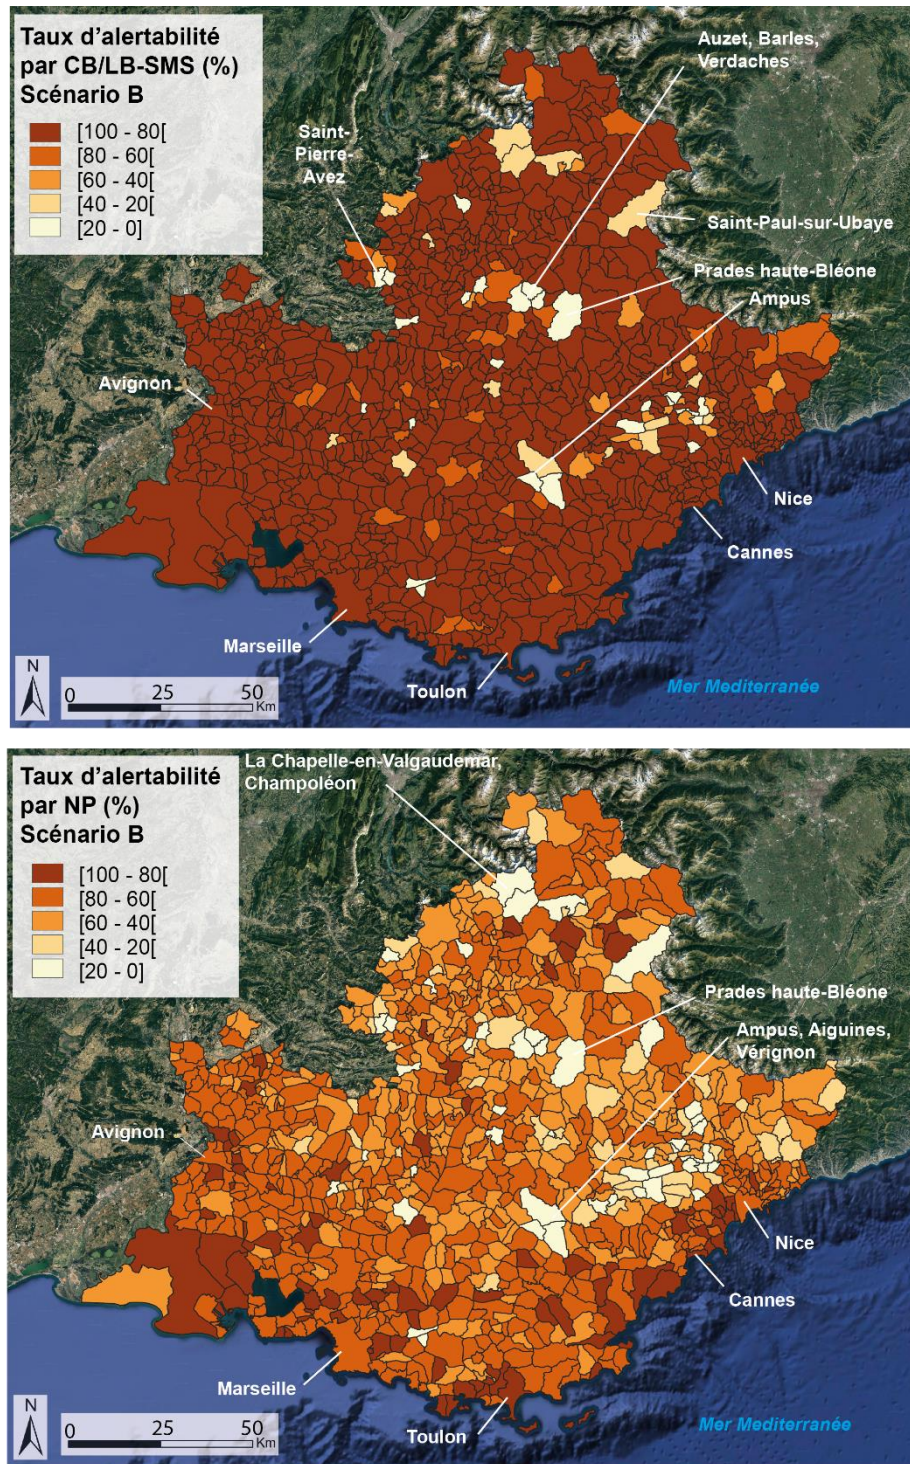 Taux d'alertabilité
par CB/LB-SMS (%)
Scénario B
[100 - 80[
[80 - 60[
[60 - 40[
[40 - 20[
[20 - 0]
Auzet, Barles,
Verdaches
Saint-
Pierre-
Avez
Saint-Paul-sur-Ubaye
Prades haute-Bléone
Ampus
Avignon
Nice
Cannes
Marseille
Toulon
Mer Mediterranée
N
0 25 50
Km
Taux d'alertabilité
par NP (%)
Scénario B
[100 - 80[
[80 - 60[
[60 - 40[
[40 - 20[
[20 - 0]
La Chapelle-en-Valgaudemar,
Champoléon
Prades haute-Bléone
Ampus, Aiguines,
Vérignon
Avignon
Nice
Cannes
Marseille
Toulon
Mer Mediterranée
N
0 25 50
Km